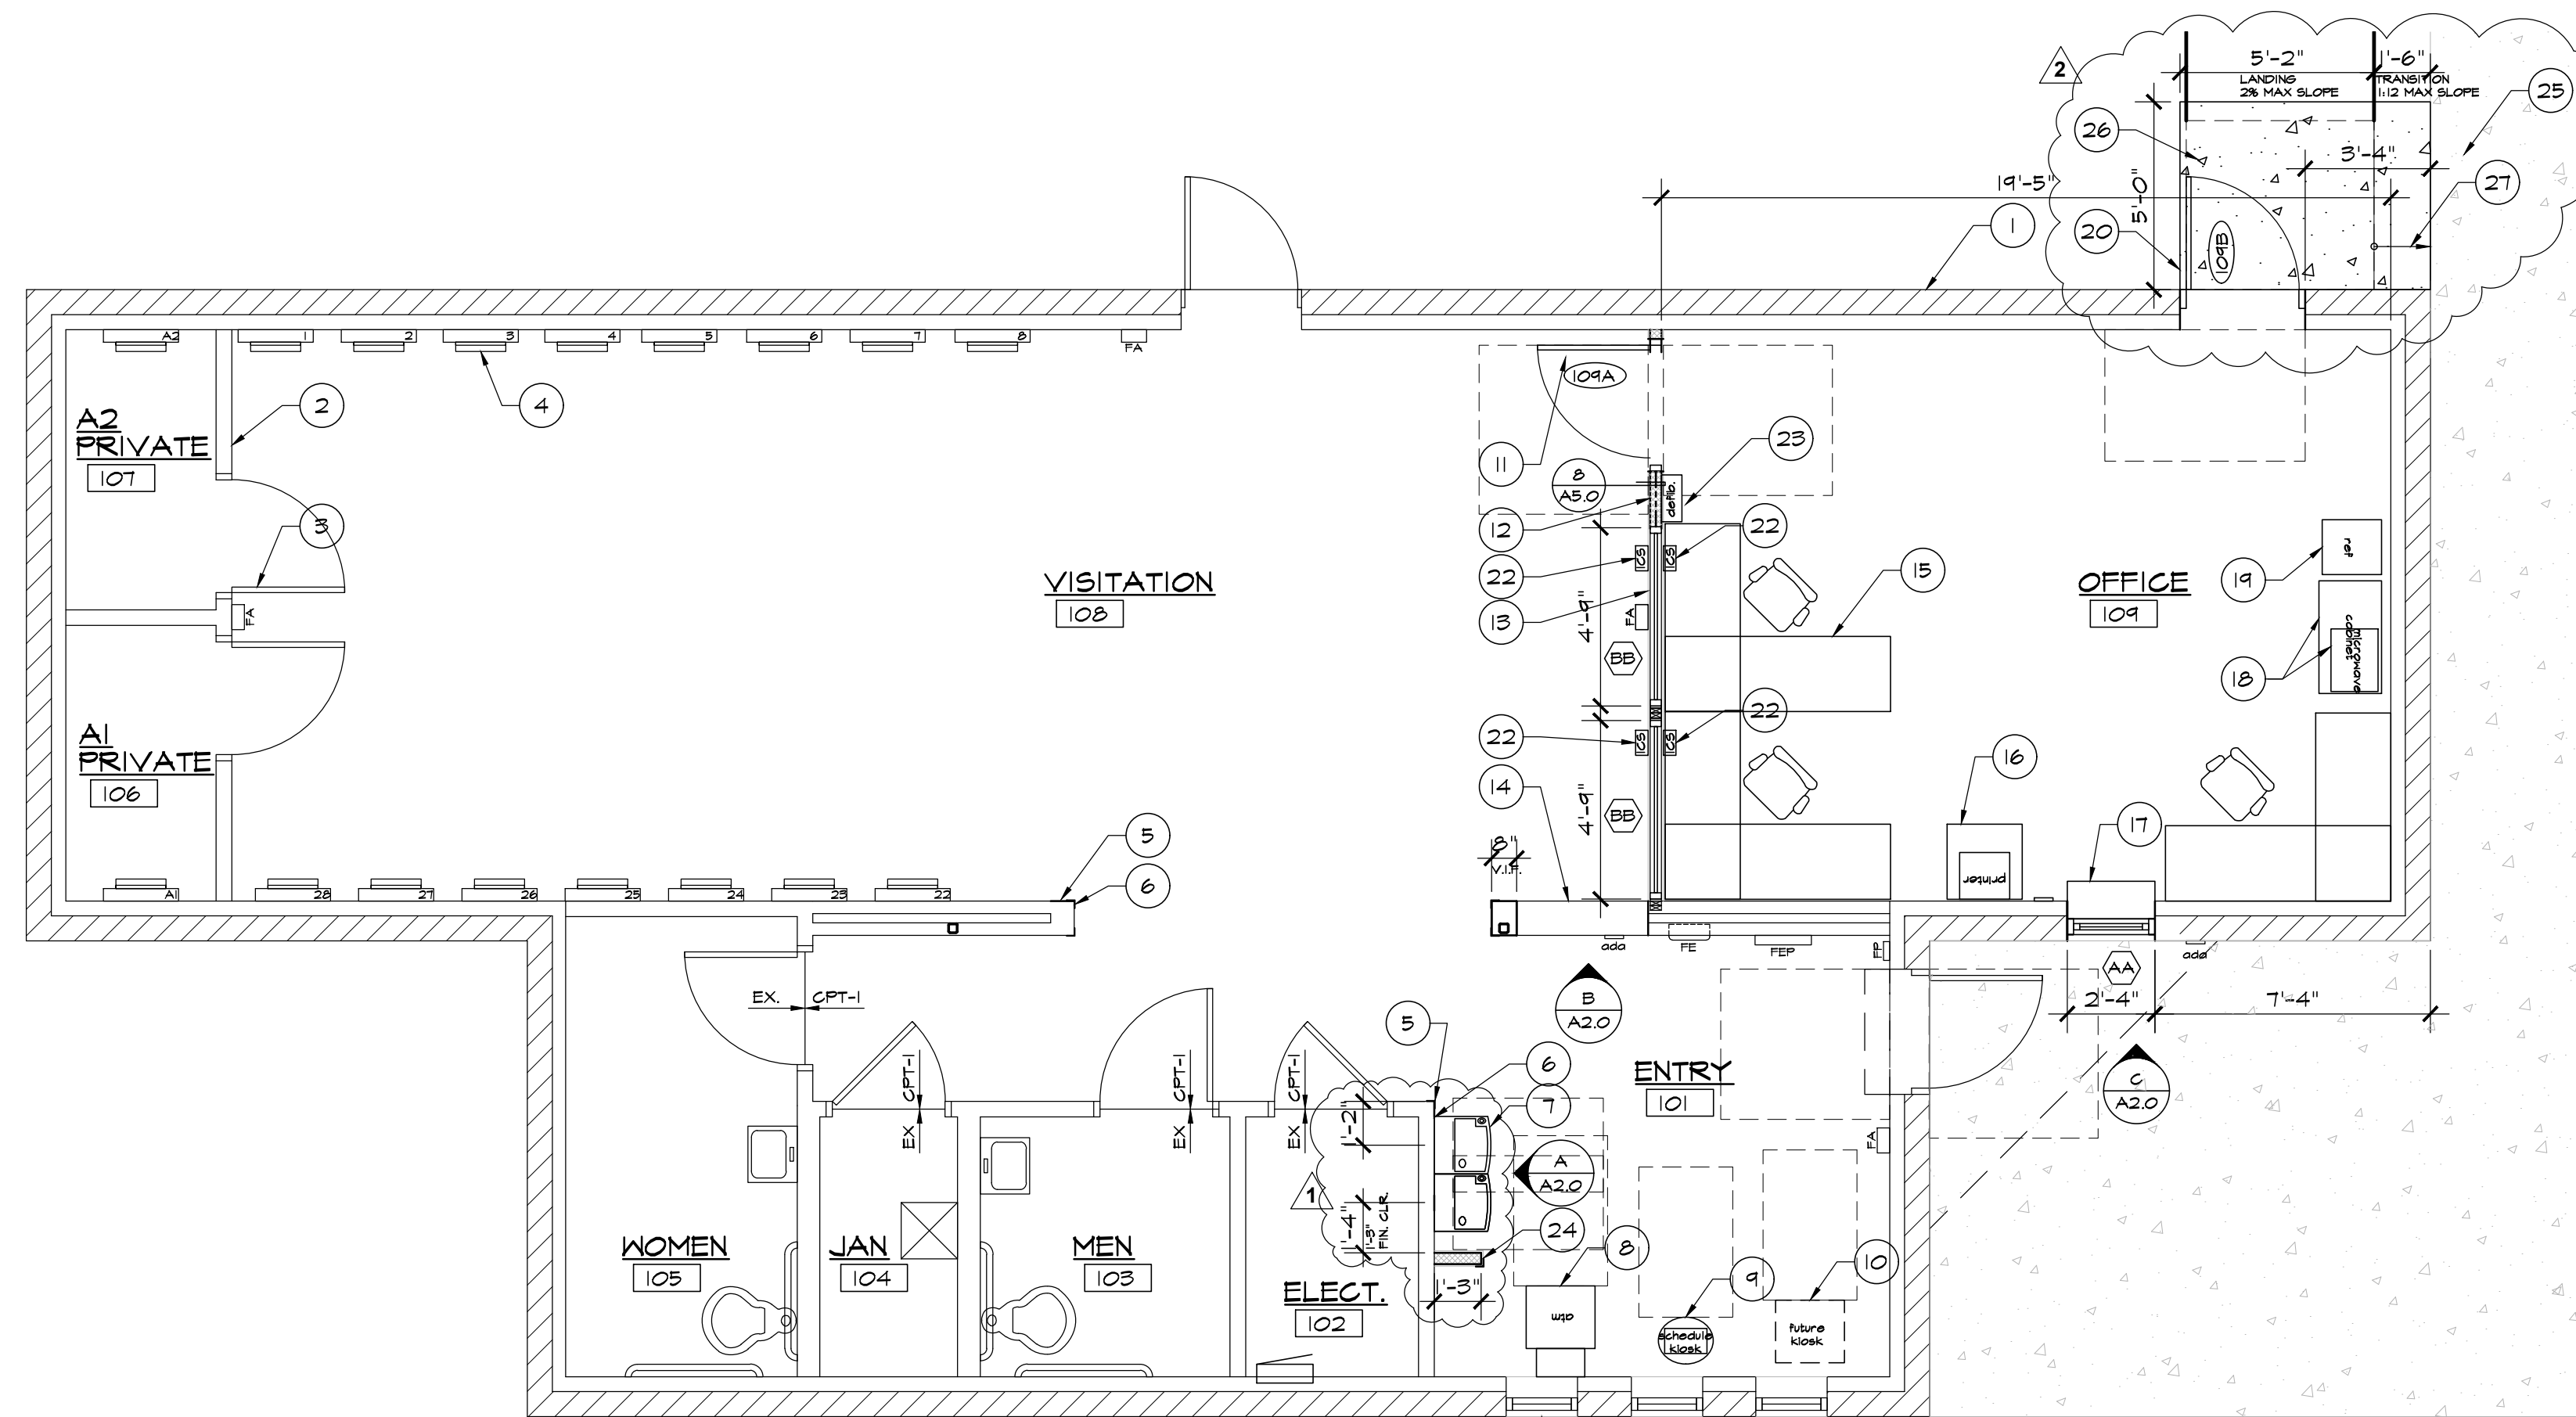 5'-2"
1'-6"
2
LANDING
TRANSITION
2% MAX SLOPE
1:12 MAX SLOPE
25
26
3'-4"
19'-5"
5'-0"
27
1
20
109B
A2
1
2
3
4
5
6
7
8
FA
109A
2
4
A2
PRIVATE
107
11
23
8
A5.0
defib.
3
12
22
ICS
ICS
22
13
15
ref
19
VISITATION
108
OFFICE
109
FA
FA
4'-9"
BB
cabinet
microwave
18
22
22
ICS
ICS
A1
PRIVATE
106
14
16
4'-9"
BB
17
5
8"
V.I.F.
6
printer
A1
28
27
26
25
24
23
22
ada
FE
FEP
FP
ada
AA
2'-4"
7'-4"
EX.
CPT-1
B
A2.0
5
6
7
ENTRY
101
C
A2.0
CPT-1
EX
CPT-1
EX
CPT-1
EX
1'-2"
FA
A
A2.0
1
1'-4"
1'-3"
FIN. CLR.
24
8
9
10
WOMEN
105
JAN
104
MEN
103
ELECT.
102
1'-3"
atm
schedule
kiosk
future
kiosk